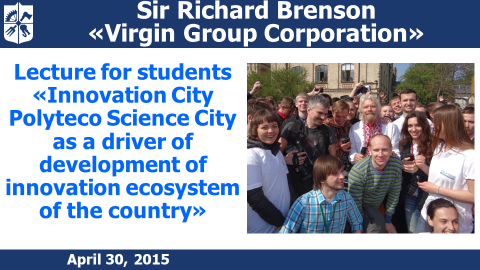 Sir Richard Brenson
«Virgin Group Corporation»
Lecture for students
«Innovation City
Polyteco Science City
as a driver of
development of
innovation ecosystem
of the country»
April 30, 2015